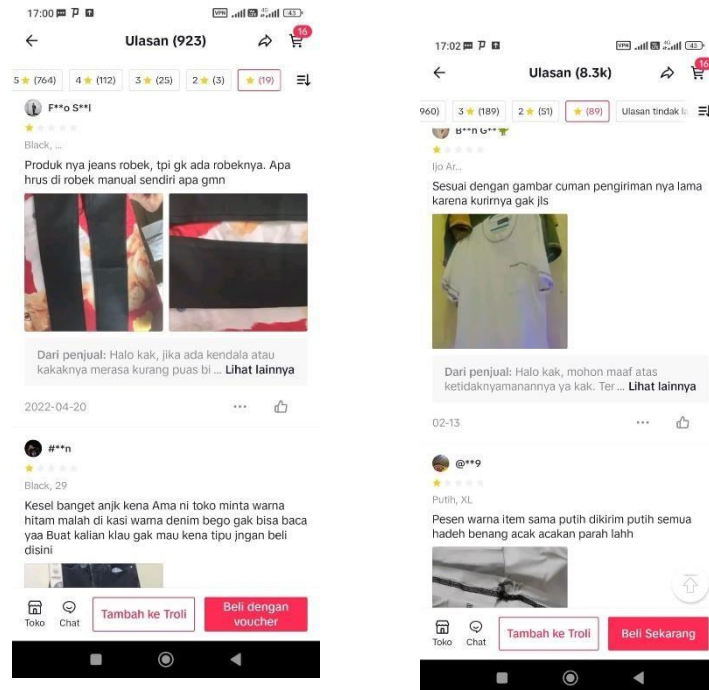 17:00
VPN
4G
43
Ulasan (923)
16
5★ (764)
4★ (112)
3★ (25)
2★ (3)
★ (19)
F**o S**l
Black, ...
Produk nya jeans robek, tpi gk ada robeknya. Apa
hrus di robek manual sendiri apa gmn
Dari penjual: Halo kak, jika ada kendala atau
kakaknya merasa kurang puas bi ... Lihat lainnya
2022-04-20
#**n
Black, 29
Kesel banget anjk kena Ama ni toko minta warna
hitam malah di kasi warna denim bego gak bisa baca
yaa Buat kalian klau gak mau kena tipu jngan beli
disini
Toko
Chat
Tambah ke Troli
Beli dengan
voucher
17:02
VPN
4G
43
Ulasan (8.3k)
16
960)
3★ (189)
2★ (51)
★ (89)
Ulasan tindak la
B**n G**
Ijo Ar...
Sesuai dengan gambar cuman pengiriman nya lama
karena kurirnya gak jls
Dari penjual: Halo kak, mohon maaf atas
ketidaknyamanannya ya kak. Ter ... Lihat lainnya
02-13
@**9
Putih, XL
Pesen warna item sama putih dikirim putih semua
hadeh benang acak acakan parah lahh
Toko
Chat
Tambah ke Troli
Beli Sekarang